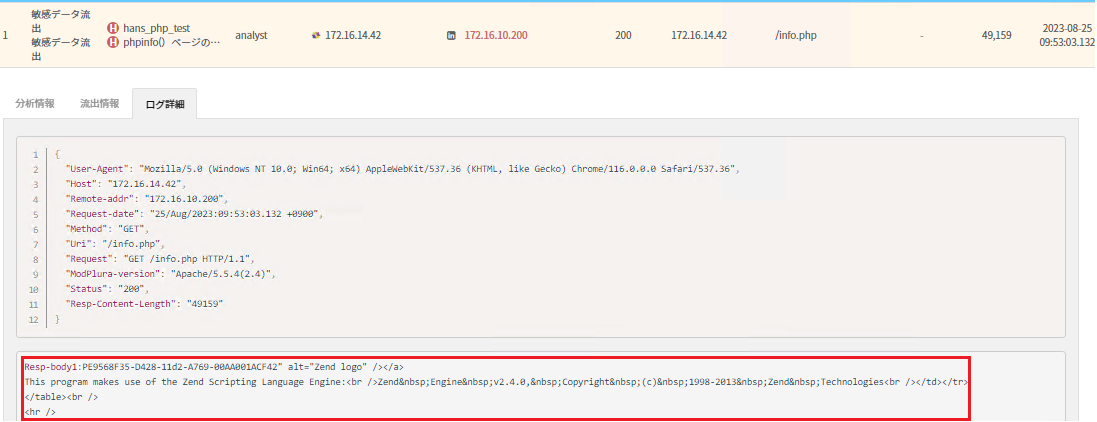 1
敏感データ流出
H hans_php_test
敏感データ流出
H phpinfo() ページの…
analyst
172.16.14.42
in 172.16.10.200
200
172.16.14.42
/info.php
-
49,159
2023-08-25
09:53:03.132
分析情報 流出情報 ログ詳細
1 {
2 "User-Agent": "Mozilla/5.0 (Windows NT 10.0; Win64; x64) AppleWebKit/537.36 (KHTML, like Gecko) Chrome/116.0.0.0 Safari/537.36",
3 "Host": "172.16.14.42",
4 "Remote-addr": "172.16.10.200",
5 "Request-date": "25/Aug/2023:09:53:03.132 +0900",
6 "Method": "GET",
7 "Uri": "/info.php",
8 "Request": "GET /info.php HTTP/1.1",
9 "ModPlura-version": "Apache/5.5.4(2.4)",
10 "Status": "200",
11 "Resp-Content-Length": "49159"
12 }
Resp-body1:PE9568F35-D428-11d2-A769-00AA001ACF42" alt="Zend logo" /></a>
This program makes use of the Zend Scripting Language Engine:<br />Zend&nbsp;Engine&nbsp;v2.4.0,&nbsp;Copyright&nbsp;(c)&nbsp;1998-2013&nbsp;Zend&nbsp;Technologies<br /></td></tr>
</table><br />
<hr />